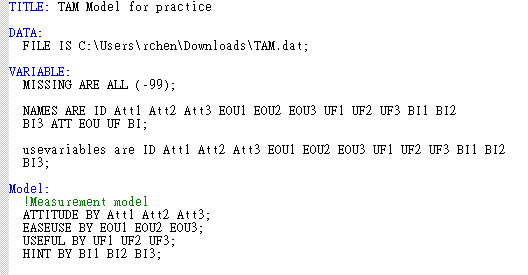 TITLE: TAM Model for practice
DATA:
FILE IS C:\Users\rchen\Downloads\TAM.dat;
VARIABLE:
MISSING ARE ALL (-99);
NAMES ARE ID Att1 Att2 Att3 EOU1 EOU2 EOU3 UF1 UF2 UF3 BI1 BI2
BI3 ATT EOU UF BI;
usevariables are ID Att1 Att2 Att3 EOU1 EOU2 EOU3 UF1 UF2 UF3 BI1 BI2
BI3;
Model:
!Measurement model
ATTITUDE BY Att1 Att2 Att3;
EASEUSE BY EOU1 EOU2 EOU3;
USEFUL BY UF1 UF2 UF3;
HINT BY BI1 BI2 BI3;